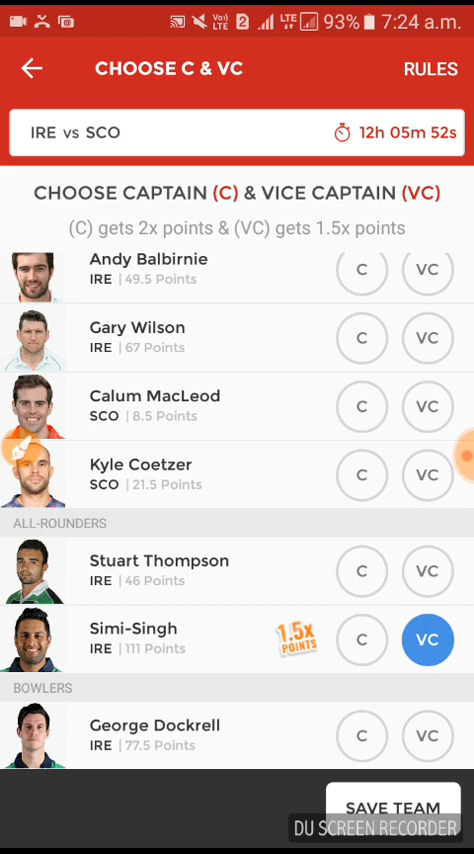 Vo) LTE 2 LTE 93% 7:24 a.m.
CHOOSE C & VC RULES
IRE vs SCO 12h 05m 52s
CHOOSE CAPTAIN (C) & VICE CAPTAIN (VC)
(C) gets 2x points & (VC) gets 1.5x points
Andy Balbirnie
IRE | 49.5 Points
C VC
Gary Wilson
IRE | 67 Points
C VC
Calum MacLeod
SCO | 8.5 Points
C VC
Kyle Coetzer
SCO | 21.5 Points
C VC
ALL-ROUNDERS
Stuart Thompson
IRE | 46 Points
C VC
Simi-Singh
IRE | 111 Points
1.5x
POINTS
C VC
BOWLERS
George Dockrell
IRE | 77.5 Points
C VC
SAVE TEAM
DU SCREEN RECORDER